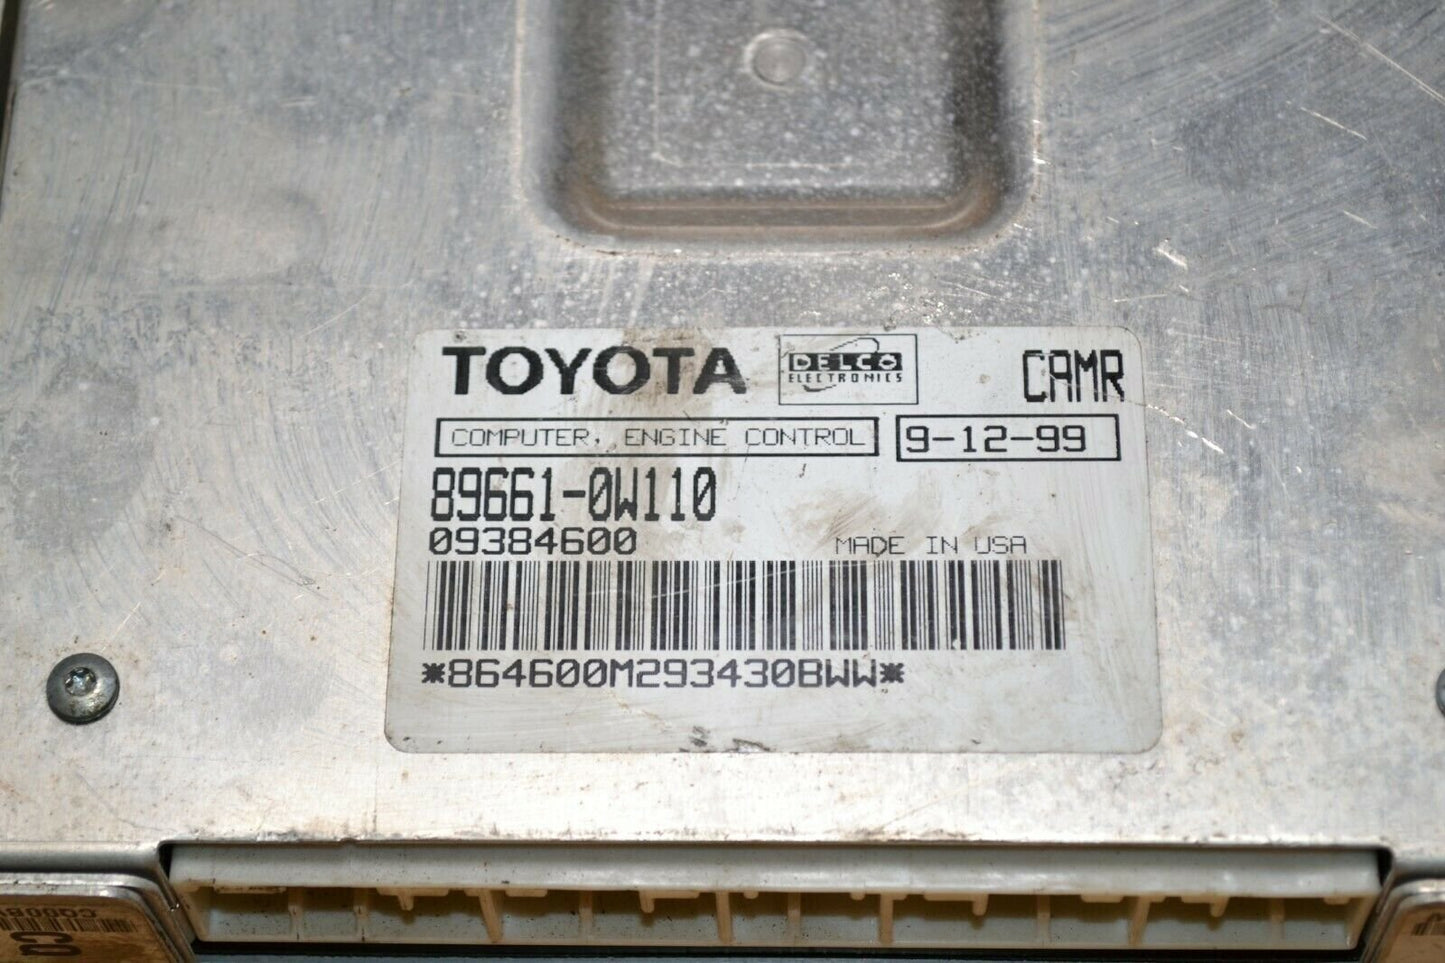 TOYOTA DELCO ELECTRONICS CAMR
COMPUTER, ENGINE CONTROL 9-12-99
89661-0W110
09384600 MADE IN USA
*864600M293430BWW*